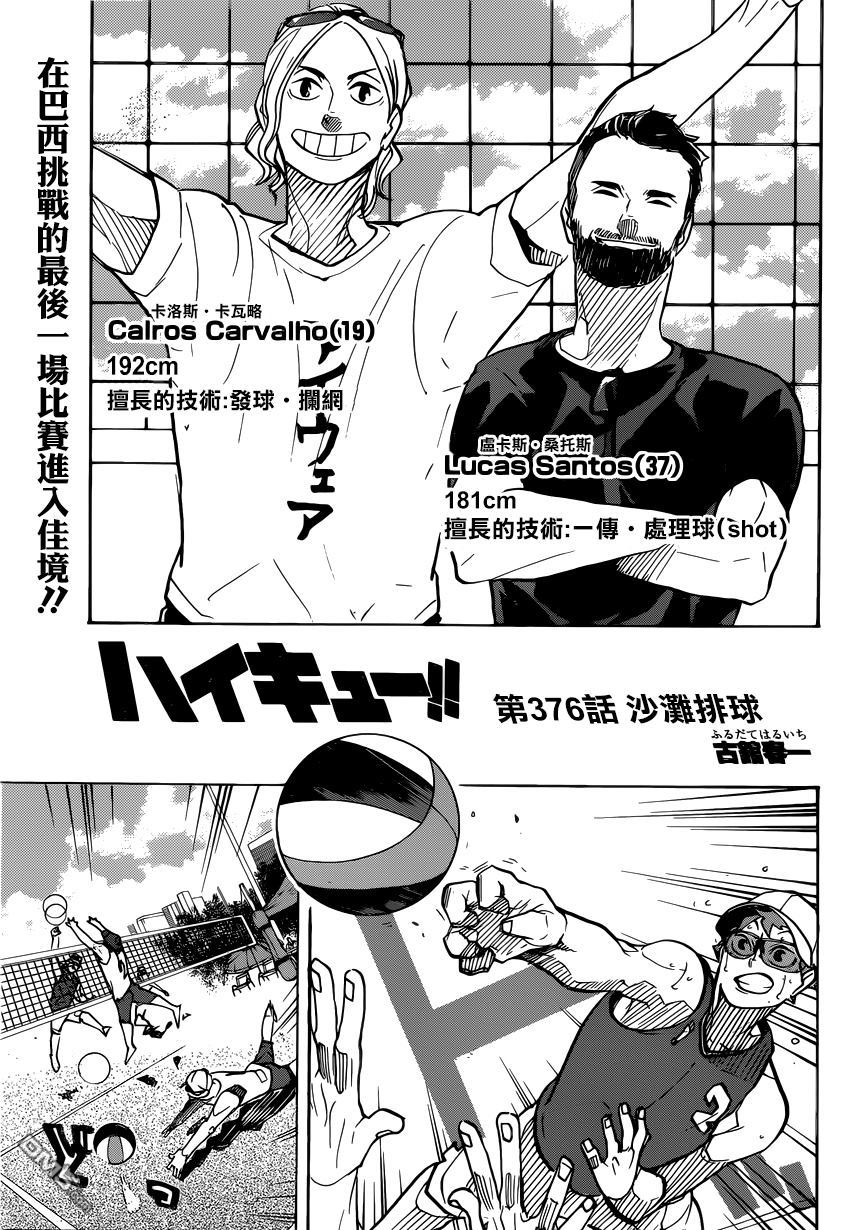 在巴西挑戰的最後一場比賽進入佳境!!
卡洛斯・卡瓦略
Calros Carvalho(19)
192cm
擅長的技術:發球・攔網
アンウェア
盧卡斯・桑托斯
Lucas Santos(37)
181cm
擅長的技術:一傳・處理球(shot)
ハイキュー!!
第376話 沙灘排球
ふるだてはるいち
古舘春一
2